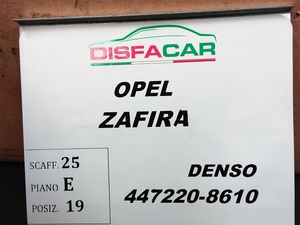 DISFACAR
OPEL
ZAFIRA
SCAFF. 25
PIANO E
POSIZ. 19
DENSO
447220-8610